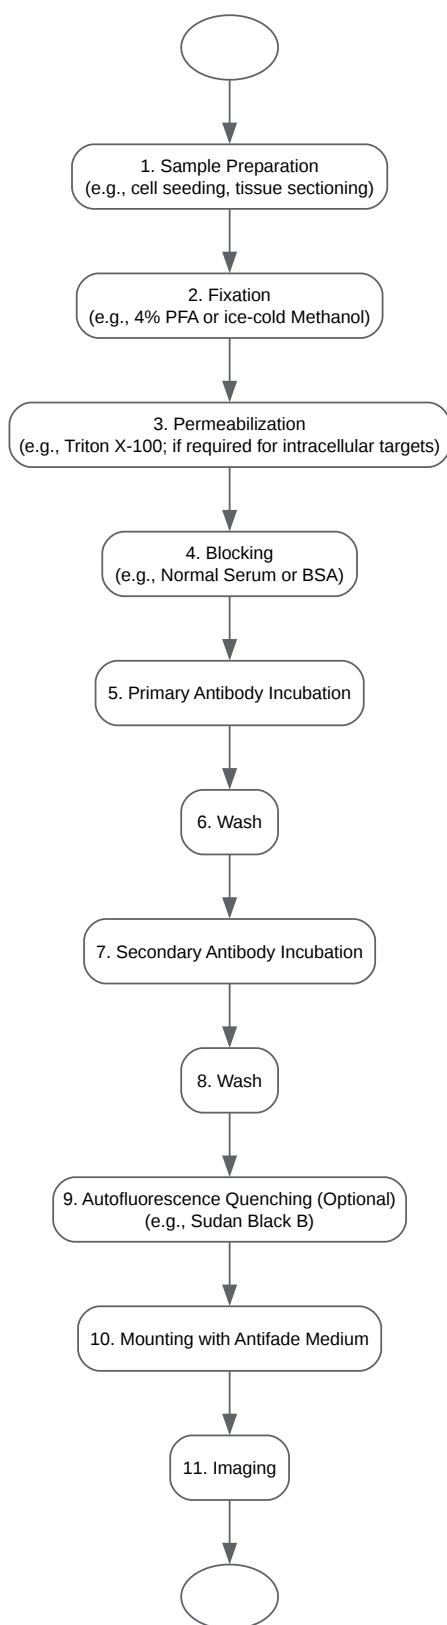 1. Sample Preparation
(e.g., cell seeding, tissue sectioning)
2. Fixation
(e.g., 4% PFA or ice-cold Methanol)
3. Permeabilization
(e.g., Triton X-100; if required for intracellular targets)
4. Blocking
(e.g., Normal Serum or BSA)
5. Primary Antibody Incubation
6. Wash
7. Secondary Antibody Incubation
8. Wash
9. Autofluorescence Quenching (Optional)
(e.g., Sudan Black B)
10. Mounting with Antifade Medium
11. Imaging